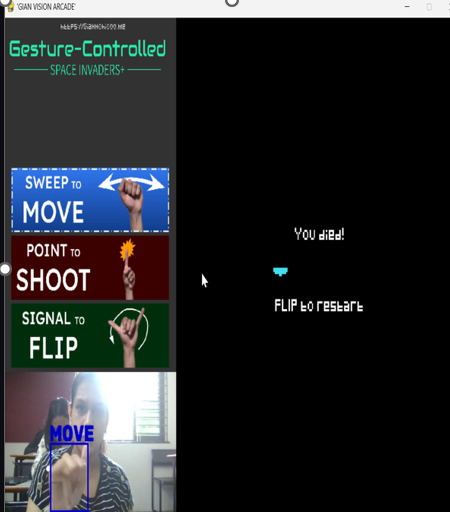 'GIAN VISION ARCADE'
Gesture-Controlled
SPACE INVADERS+
SWEEP TO
MOVE
POINT TO
SHOOT
SIGNAL TO
FLIP
MOVE
You died!
FLIP to restart